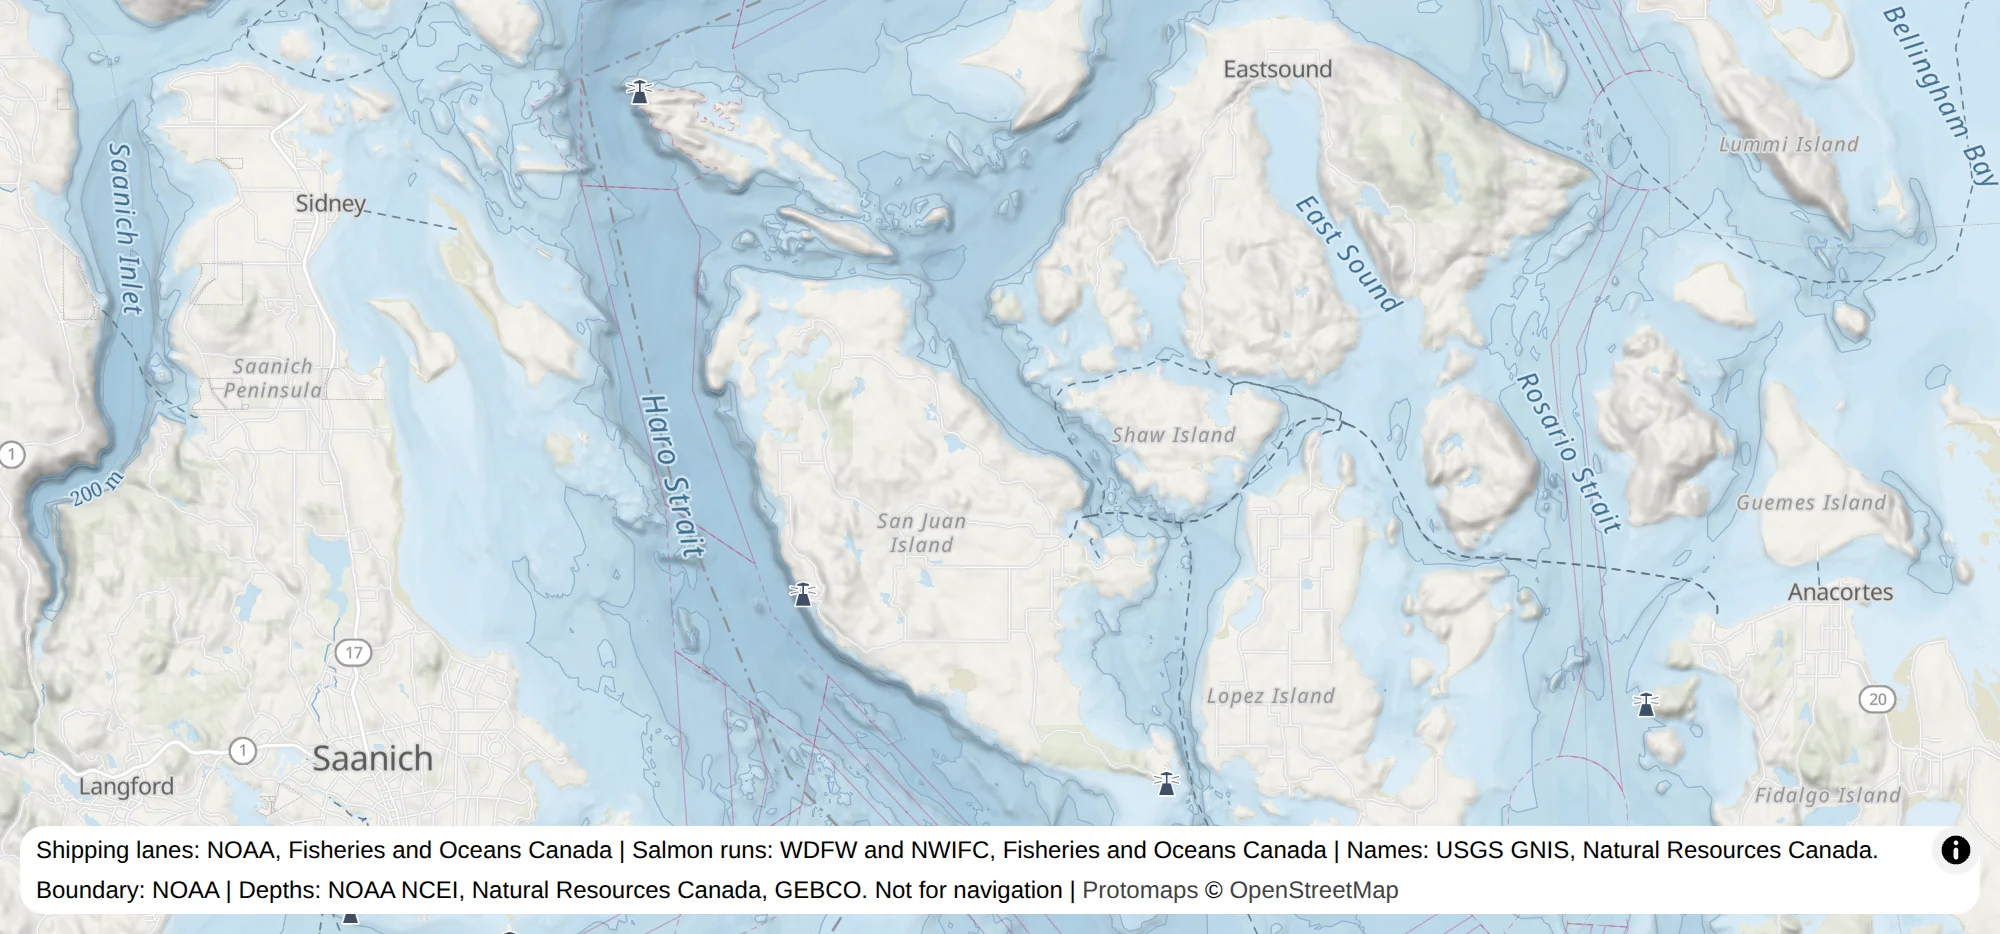 Bellingham Bay
Eastsound
Lummi Island
Saanich Inlet
Sidney
East Sound
Saanich
Peninsula
Haro Strait
Rosario Strait
Shaw Island
1
200 m
San Juan
Island
Guemes Island
Anacortes
17
Lopez Island
20
1
Saanich
Langford
Fidalgo Island
Shipping lanes: NOAA, Fisheries and Oceans Canada | Salmon runs: WDFW and NWIFC, Fisheries and Oceans Canada | Names: USGS GNIS, Natural Resources Canada.
Boundary: NOAA | Depths: NOAA NCEI, Natural Resources Canada, GEBCO. Not for navigation | Protomaps © OpenStreetMap